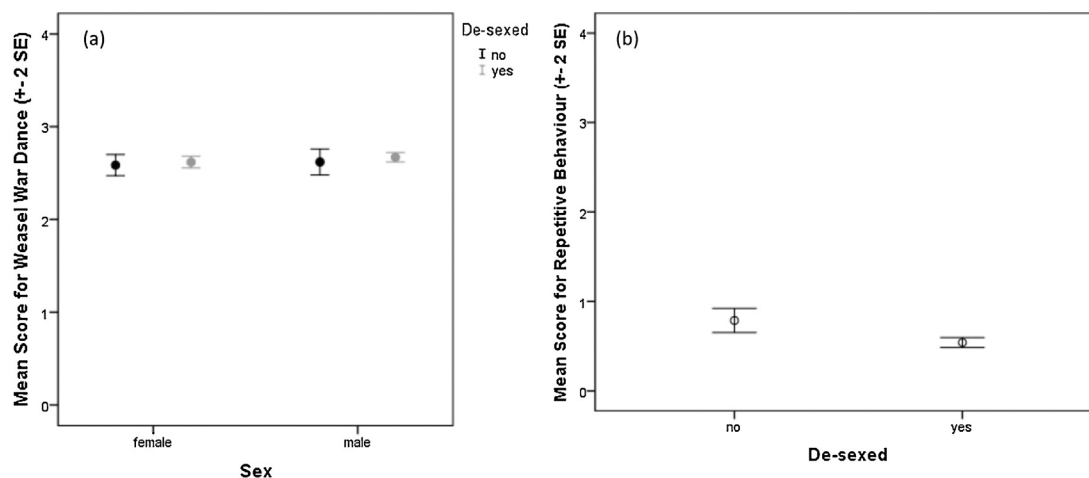 Mean Score for Weasel War Dance (+- 2 SE)
(a)
4
3
2
1
0
female
male
Sex
De-sexed
no
yes
Mean Score for Repetitive Behaviour (+- 2 SE)
(b)
4
3
2
1
0
no
yes
De-sexed